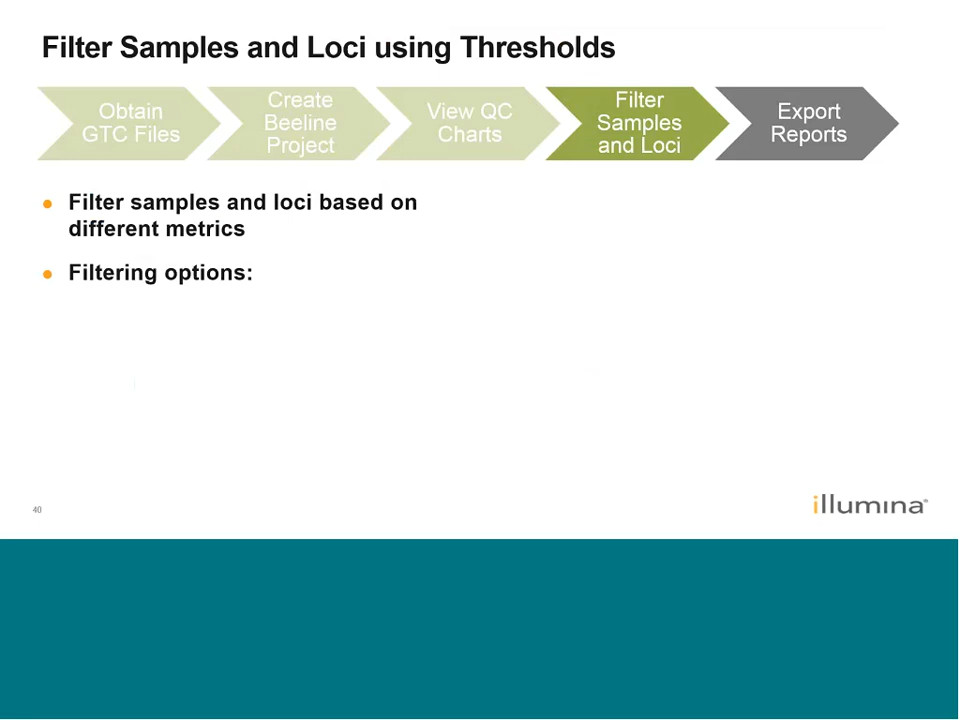 Filter Samples and Loci using Thresholds
Obtain
GTC Files
Create
Beeline
Project
View QC
Charts
Filter
Samples
and Loci
Export
Reports
● Filter samples and loci based on
different metrics
● Filtering options:
40
illumina®